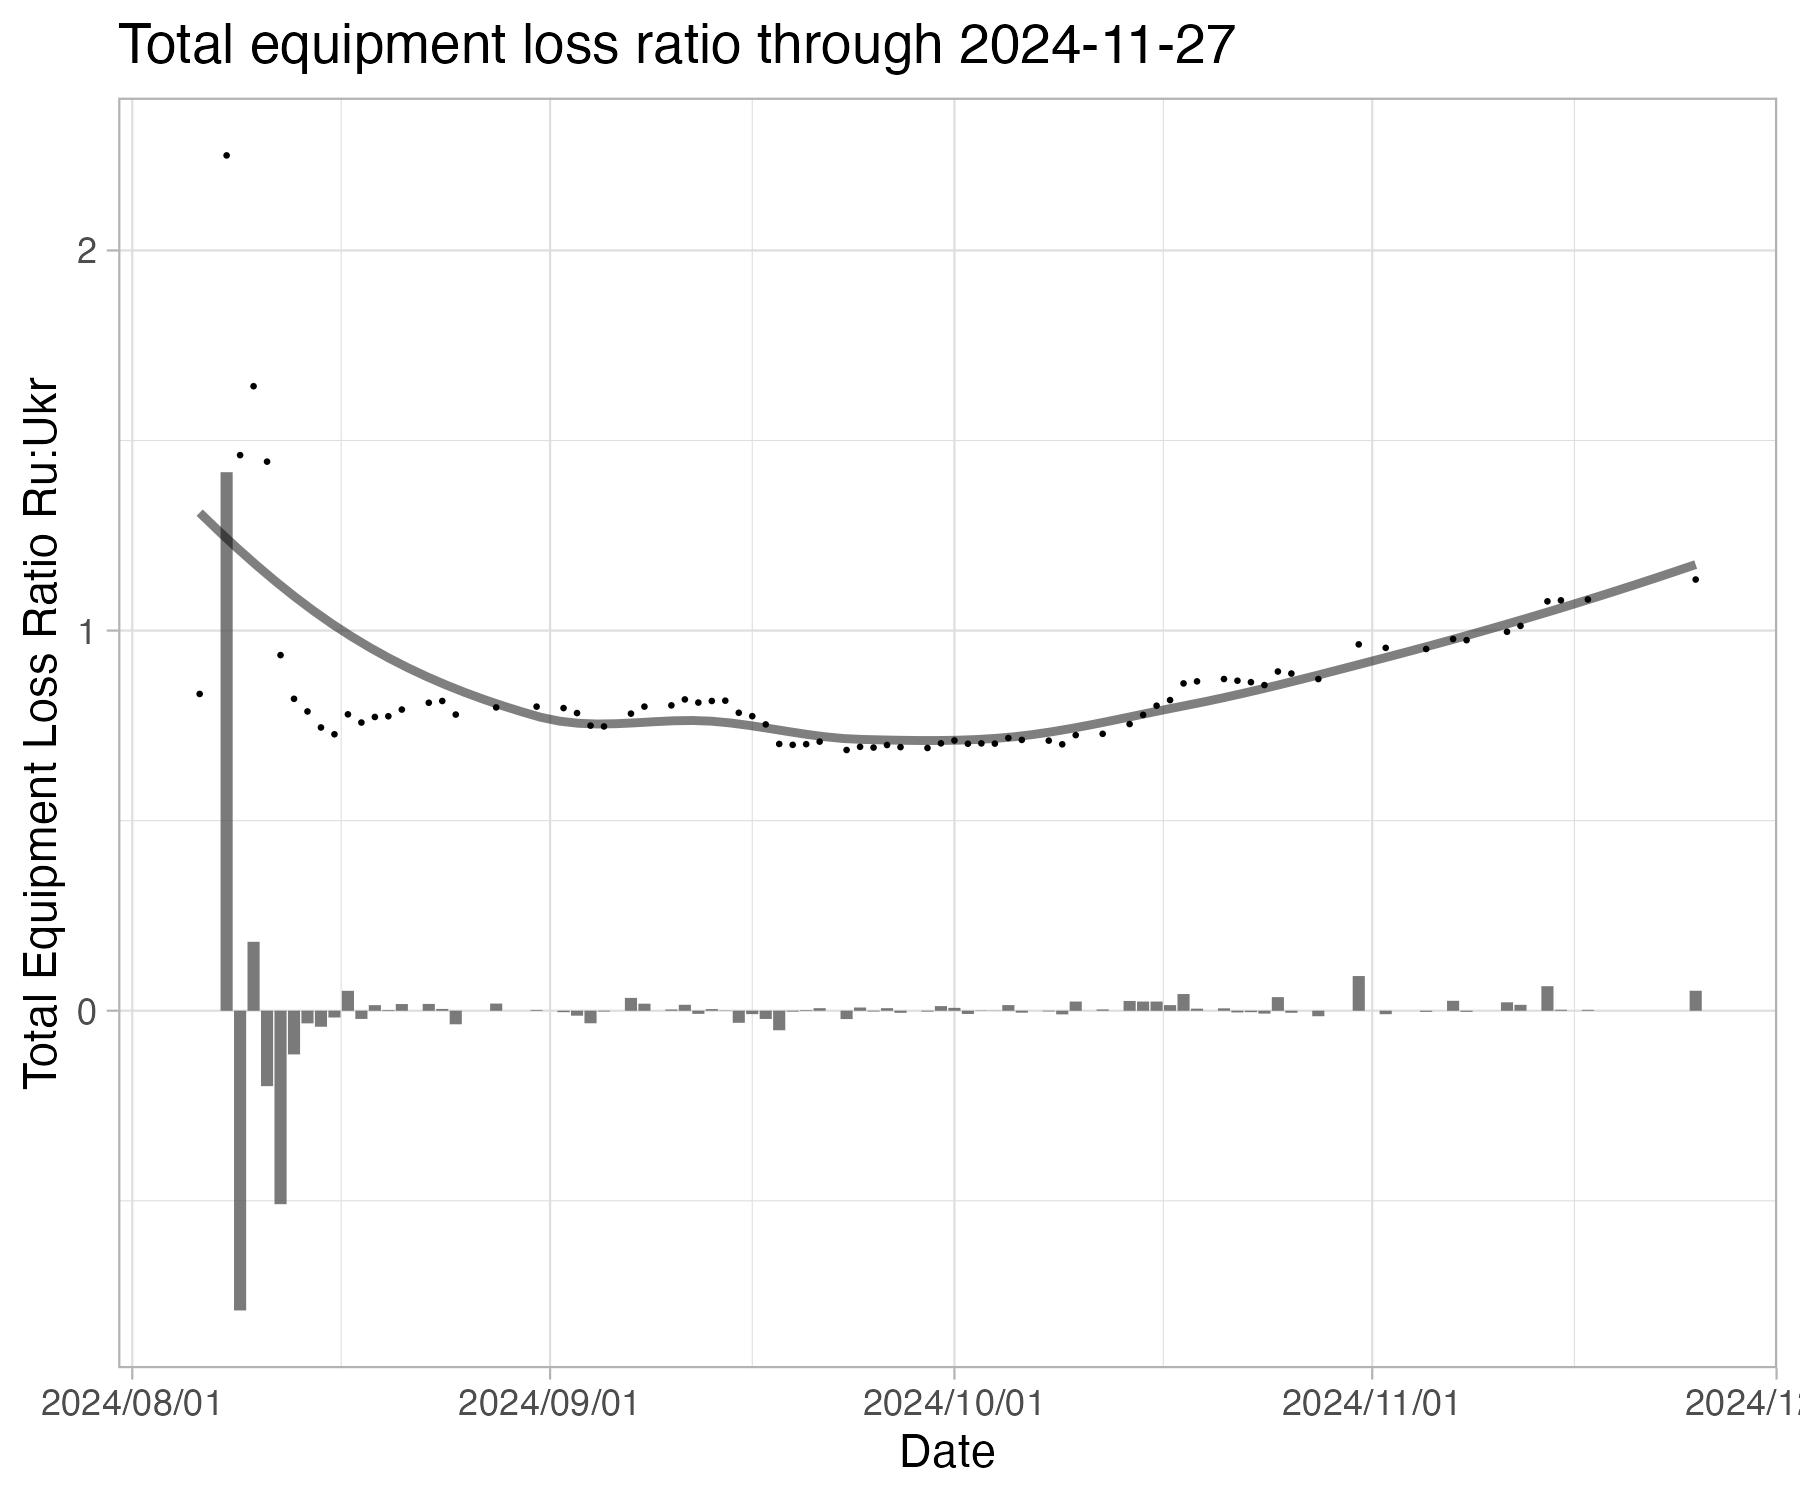 Total equipment loss ratio through 2024-11-27
Total Equipment Loss Ratio Ru:Ukr
2
1
0
2024/08/01
2024/09/01
2024/10/01
2024/11/01
Date